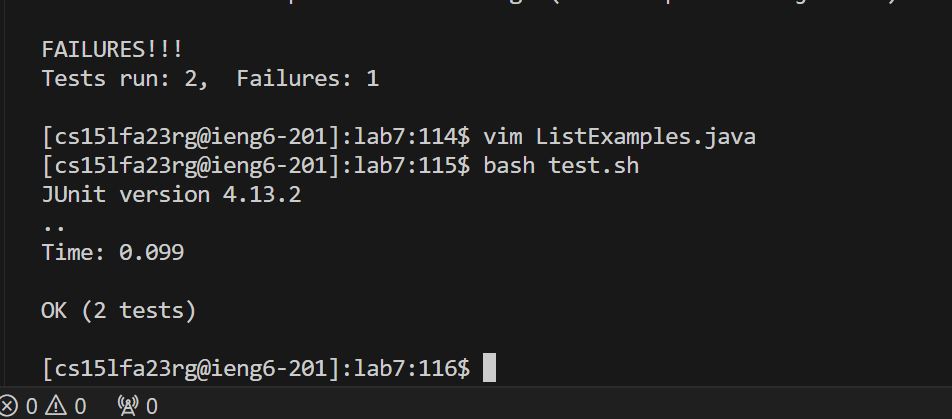 FAILURES!!!
Tests run: 2,  Failures: 1
[cs15lfa23rg@ieng6-201]:lab7:114$ vim ListExamples.java
[cs15lfa23rg@ieng6-201]:lab7:115$ bash test.sh
JUnit version 4.13.2
..
Time: 0.099
OK (2 tests)
[cs15lfa23rg@ieng6-201]:lab7:116$
0 0 0